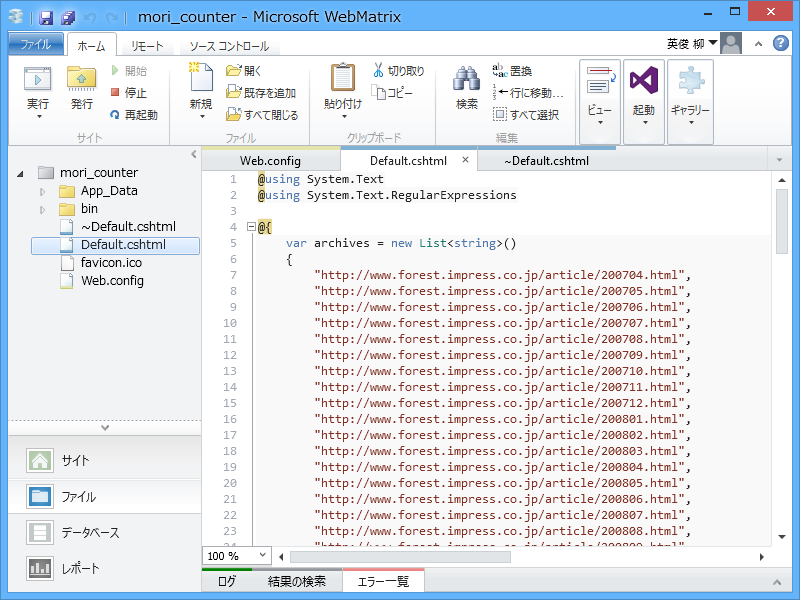 mori_counter - Microsoft WebMatrix
ファイル ホーム リモート ソース コントロール 英俊 柳
実行 発行 開始 停止 再起動 サイト
新規 開く 既存を追加 すべて閉じる ファイル
貼り付け 切り取り コピー クリップボード
検索 置換 行に移動... すべて選択 編集
ビュー 起動 ギャラリー
mori_counter
App_Data
bin
~Default.cshtml
Default.cshtml
favicon.ico
Web.config
サイト
ファイル
データベース
レポート
Web.config Default.cshtml × ~Default.cshtml
1 @using System.Text
2 @using System.Text.RegularExpressions
3
4 @{
5 var archives = new List<string>()
6 {
7 "http://www.forest.impress.co.jp/article/200704.html",
8 "http://www.forest.impress.co.jp/article/200705.html",
9 "http://www.forest.impress.co.jp/article/200706.html",
10 "http://www.forest.impress.co.jp/article/200707.html",
11 "http://www.forest.impress.co.jp/article/200708.html",
12 "http://www.forest.impress.co.jp/article/200709.html",
13 "http://www.forest.impress.co.jp/article/200710.html",
14 "http://www.forest.impress.co.jp/article/200711.html",
15 "http://www.forest.impress.co.jp/article/200712.html",
16 "http://www.forest.impress.co.jp/article/200801.html",
17 "http://www.forest.impress.co.jp/article/200802.html",
18 "http://www.forest.impress.co.jp/article/200803.html",
19 "http://www.forest.impress.co.jp/article/200804.html",
20 "http://www.forest.impress.co.jp/article/200805.html",
21 "http://www.forest.impress.co.jp/article/200806.html",
22 "http://www.forest.impress.co.jp/article/200807.html",
23 "http://www.forest.impress.co.jp/article/200808.html",
100 %
ログ 結果の検索 エラー一覧